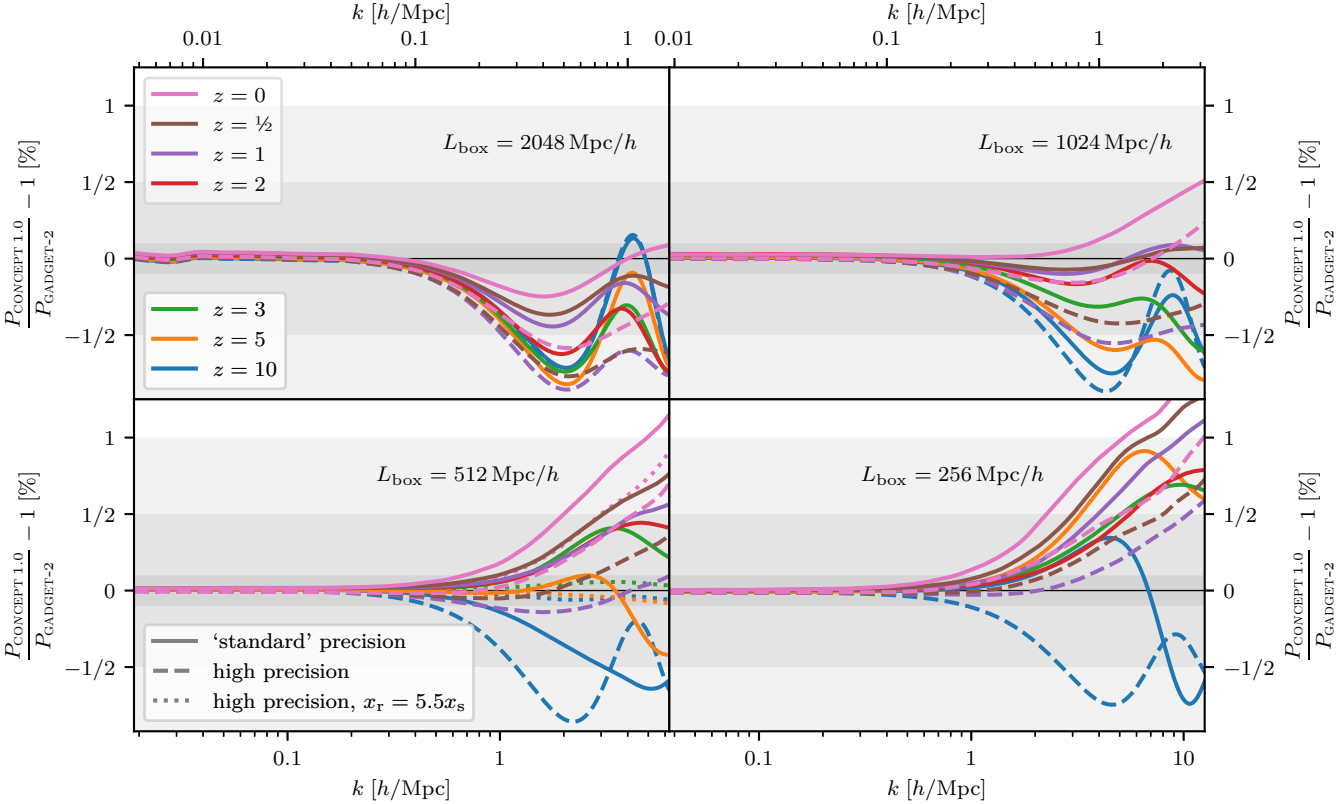 k [h/Mpc] k [h/Mpc]
0.01 0.1 1 0.01 0.1 1
z = 0
z = ½
z = 1
z = 2
z = 3
z = 5
z = 10
L_box = 2048 Mpc/h
L_box = 1024 Mpc/h
1
1/2
0
−1/2
P_CONCEPT 1.0 / P_GADGET-2 − 1 [%]
1
1/2
0
−1/2
P_CONCEPT 1.0 / P_GADGET-2 − 1 [%]
L_box = 512 Mpc/h
L_box = 256 Mpc/h
‘standard’ precision
high precision
high precision, x_r = 5.5x_s
1
1/2
0
−1/2
P_CONCEPT 1.0 / P_GADGET-2 − 1 [%]
1
1/2
0
−1/2
P_CONCEPT 1.0 / P_GADGET-2 − 1 [%]
0.1 1 0.1 1 10
k [h/Mpc] k [h/Mpc]